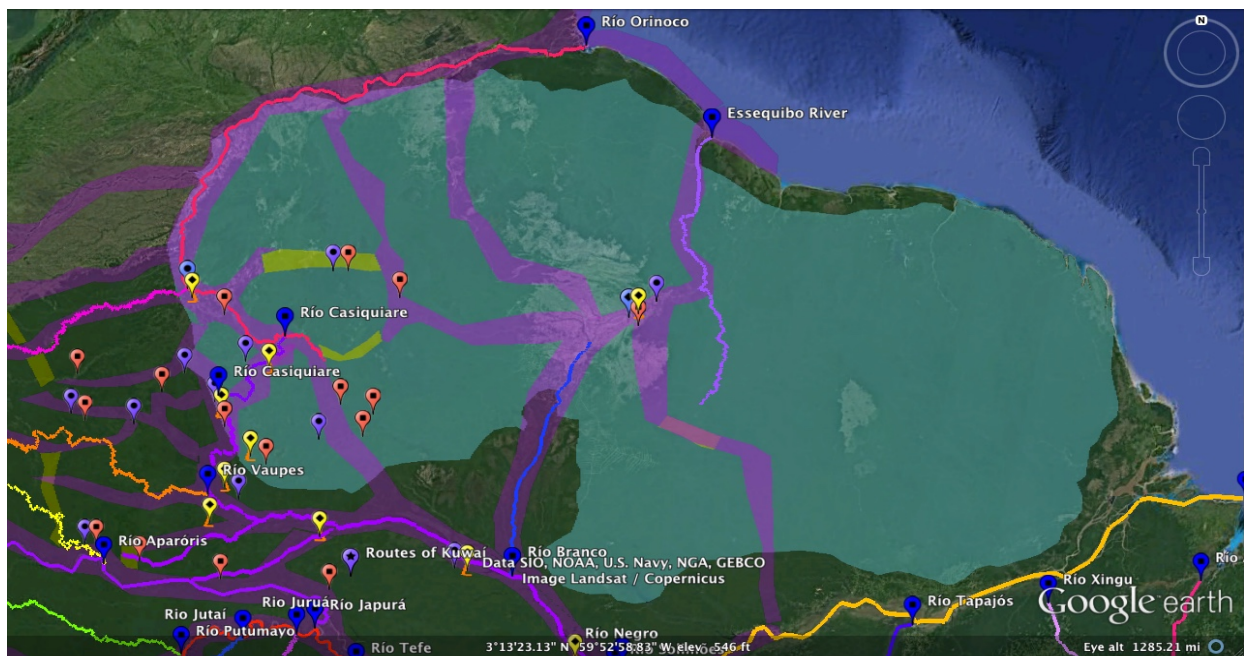 Río Orinoco
N
Essequibo River
Río Casiquiare
Río Casiquiare
Río Vaupes
Río Aparóris
Routes of Kuwai
Río Branco
Data SIO, NOAA, U.S. Navy, NGA, GEBCO
Image Landsat / Copernicus
Rio Jutaí
Rio Juruá
Río Japurá
Río Putumayo
Río Xingu
Río Tapajós
Google earth
Río Negro
Río Tefe
3°13'23.13" N 59°52'58.83" W elev 546 ft
Eye alt 1285.21 mi